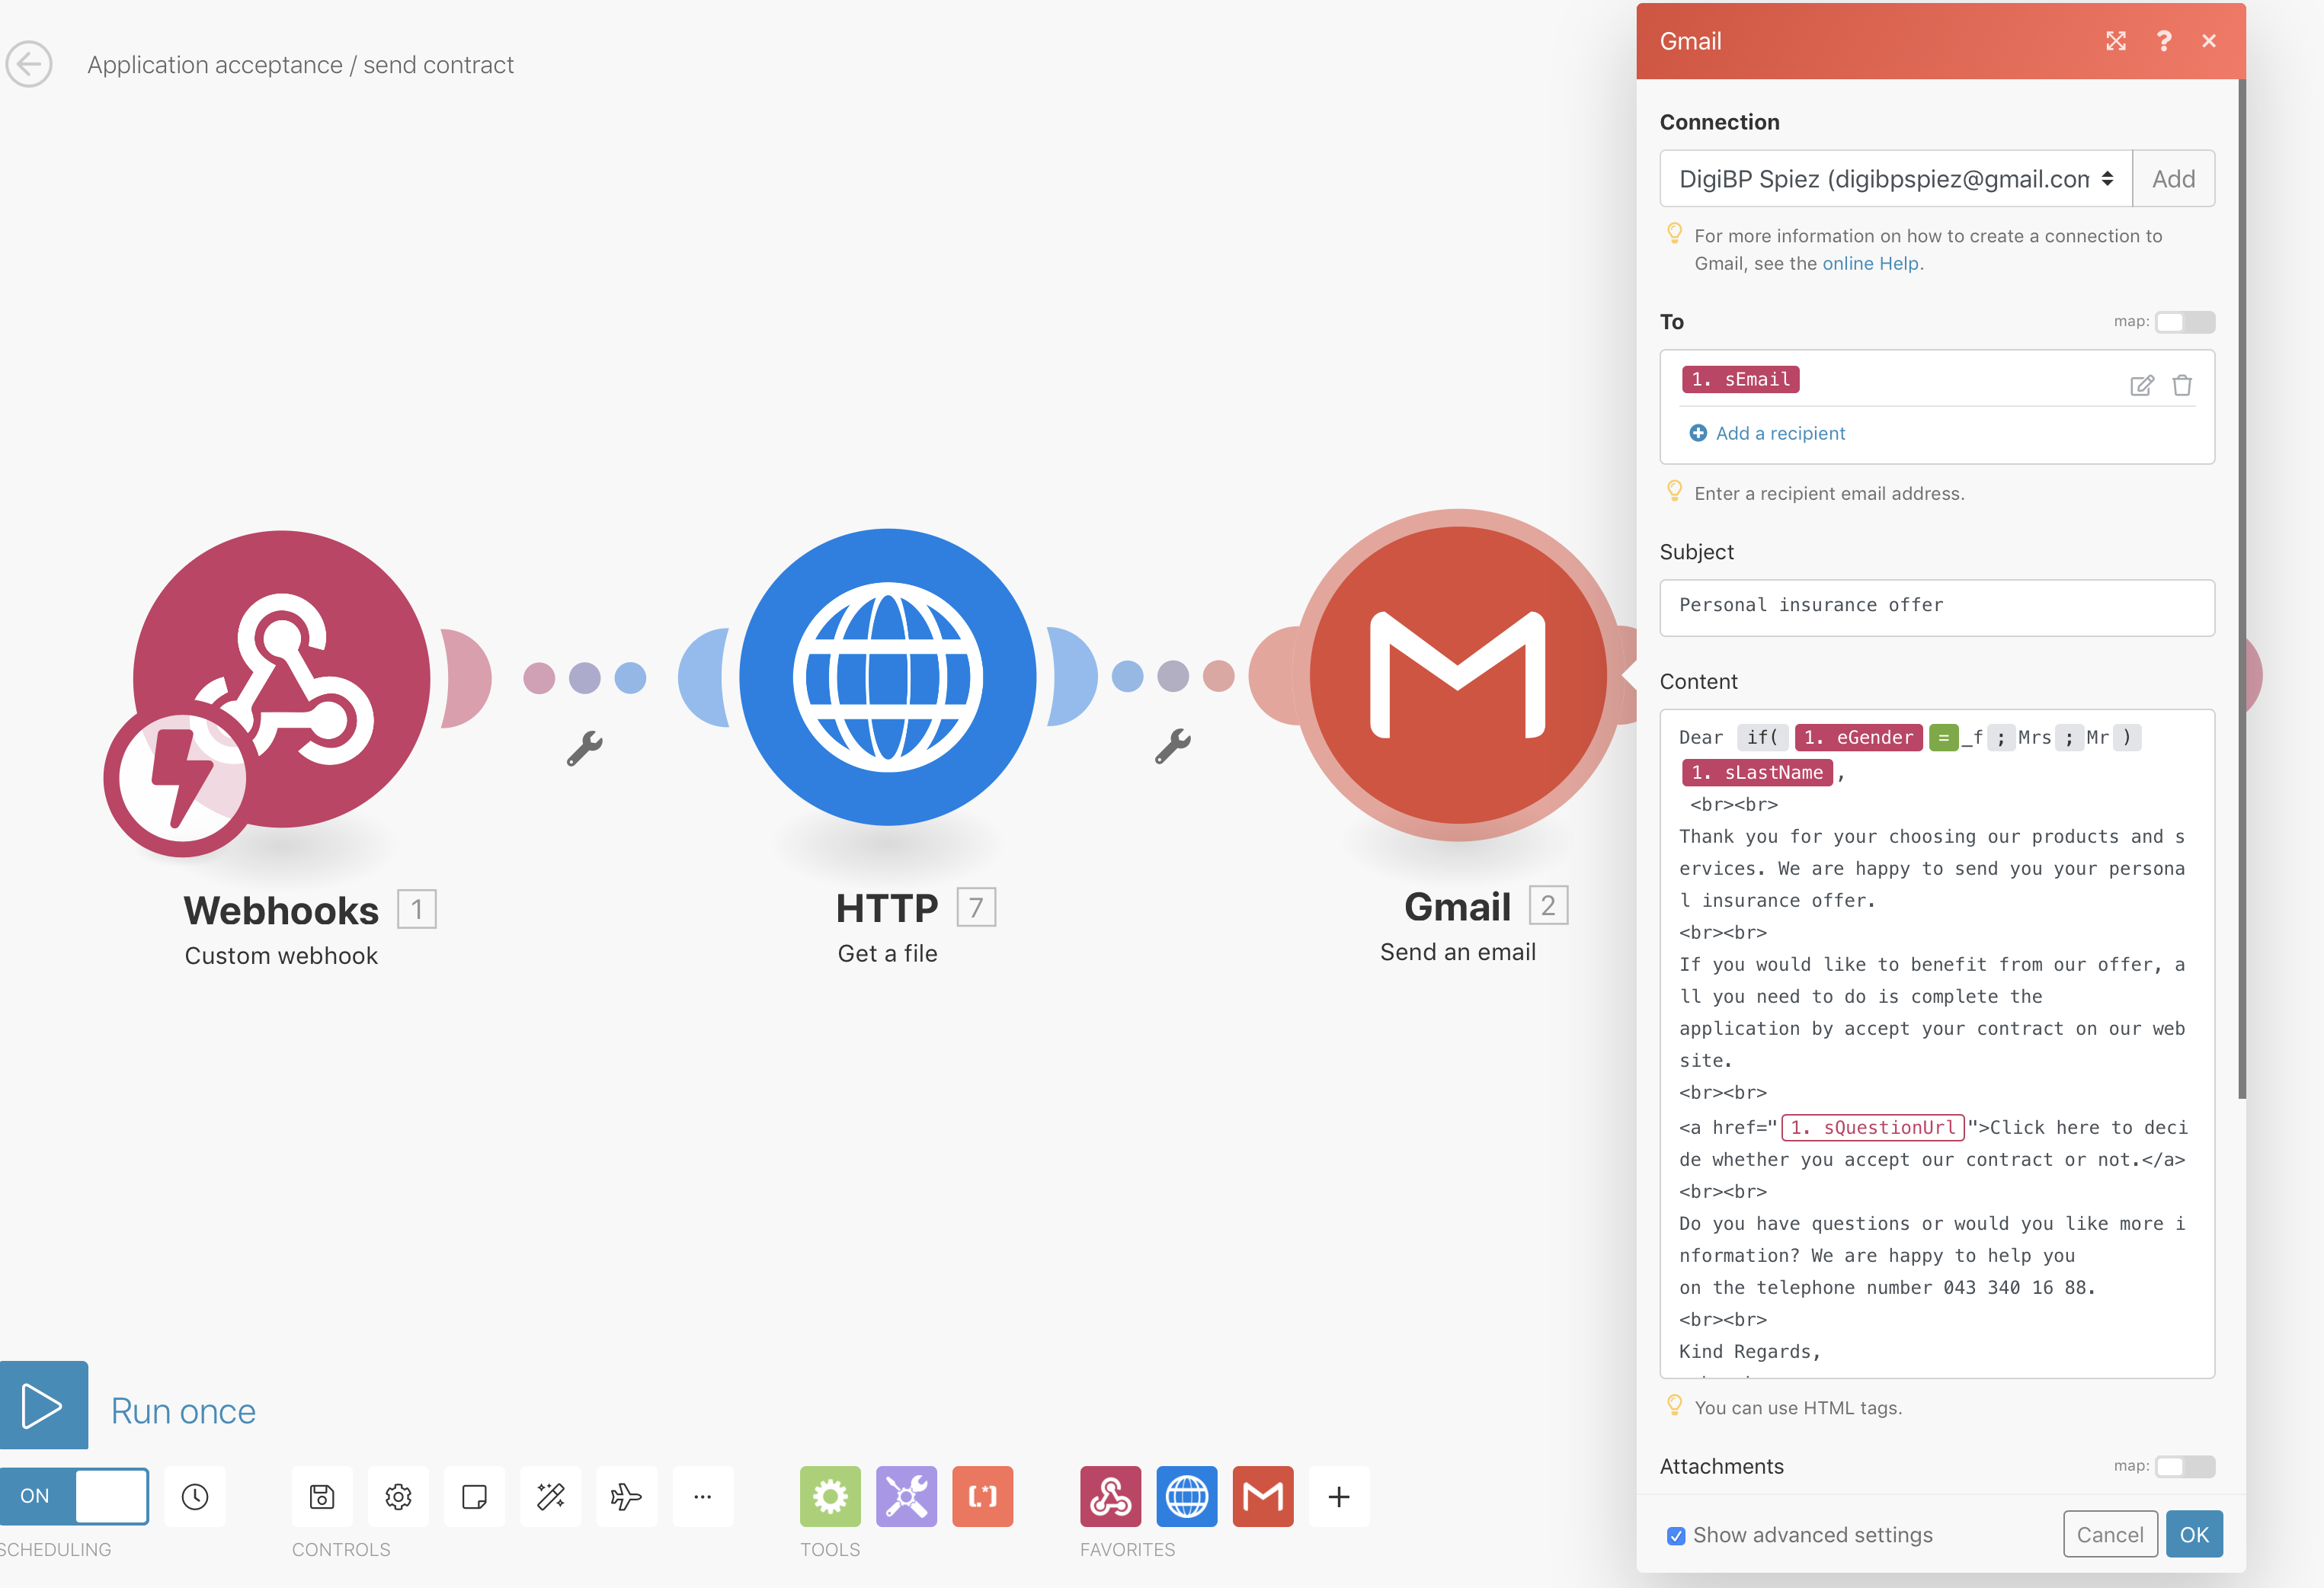 Application acceptance / send contract
Webhooks 1
Custom webhook
HTTP 7
Get a file
Gmail 2
Send an email
Run once
ON
SCHEDULING
CONTROLS
TOOLS
FAVORITES
Gmail
Connection
DigiBP Spiez (digibpspiez@gmail.com
Add
For more information on how to create a connection to
Gmail, see the online Help.
To
map:
1. sEmail
Add a recipient
Enter a recipient email address.
Subject
Personal insurance offer
Content
Dear if( 1. eGender = _f ; Mrs ; Mr )
1. sLastName ,
<br><br>
Thank you for your choosing our products and s
ervices. We are happy to send you your persona
l insurance offer.
<br><br>
If you would like to benefit from our offer, a
ll you need to do is complete the
application by accept your contract on our web
site.
<br><br>
<a href=" 1. sQuestionUrl ">Click here to deci
de whether you accept our contract or not.</a>
<br><br>
Do you have questions or would you like more i
nformation? We are happy to help you
on the telephone number 043 340 16 88.
<br><br>
Kind Regards,
You can use HTML tags.
Attachments
map:
Show advanced settings
Cancel
OK